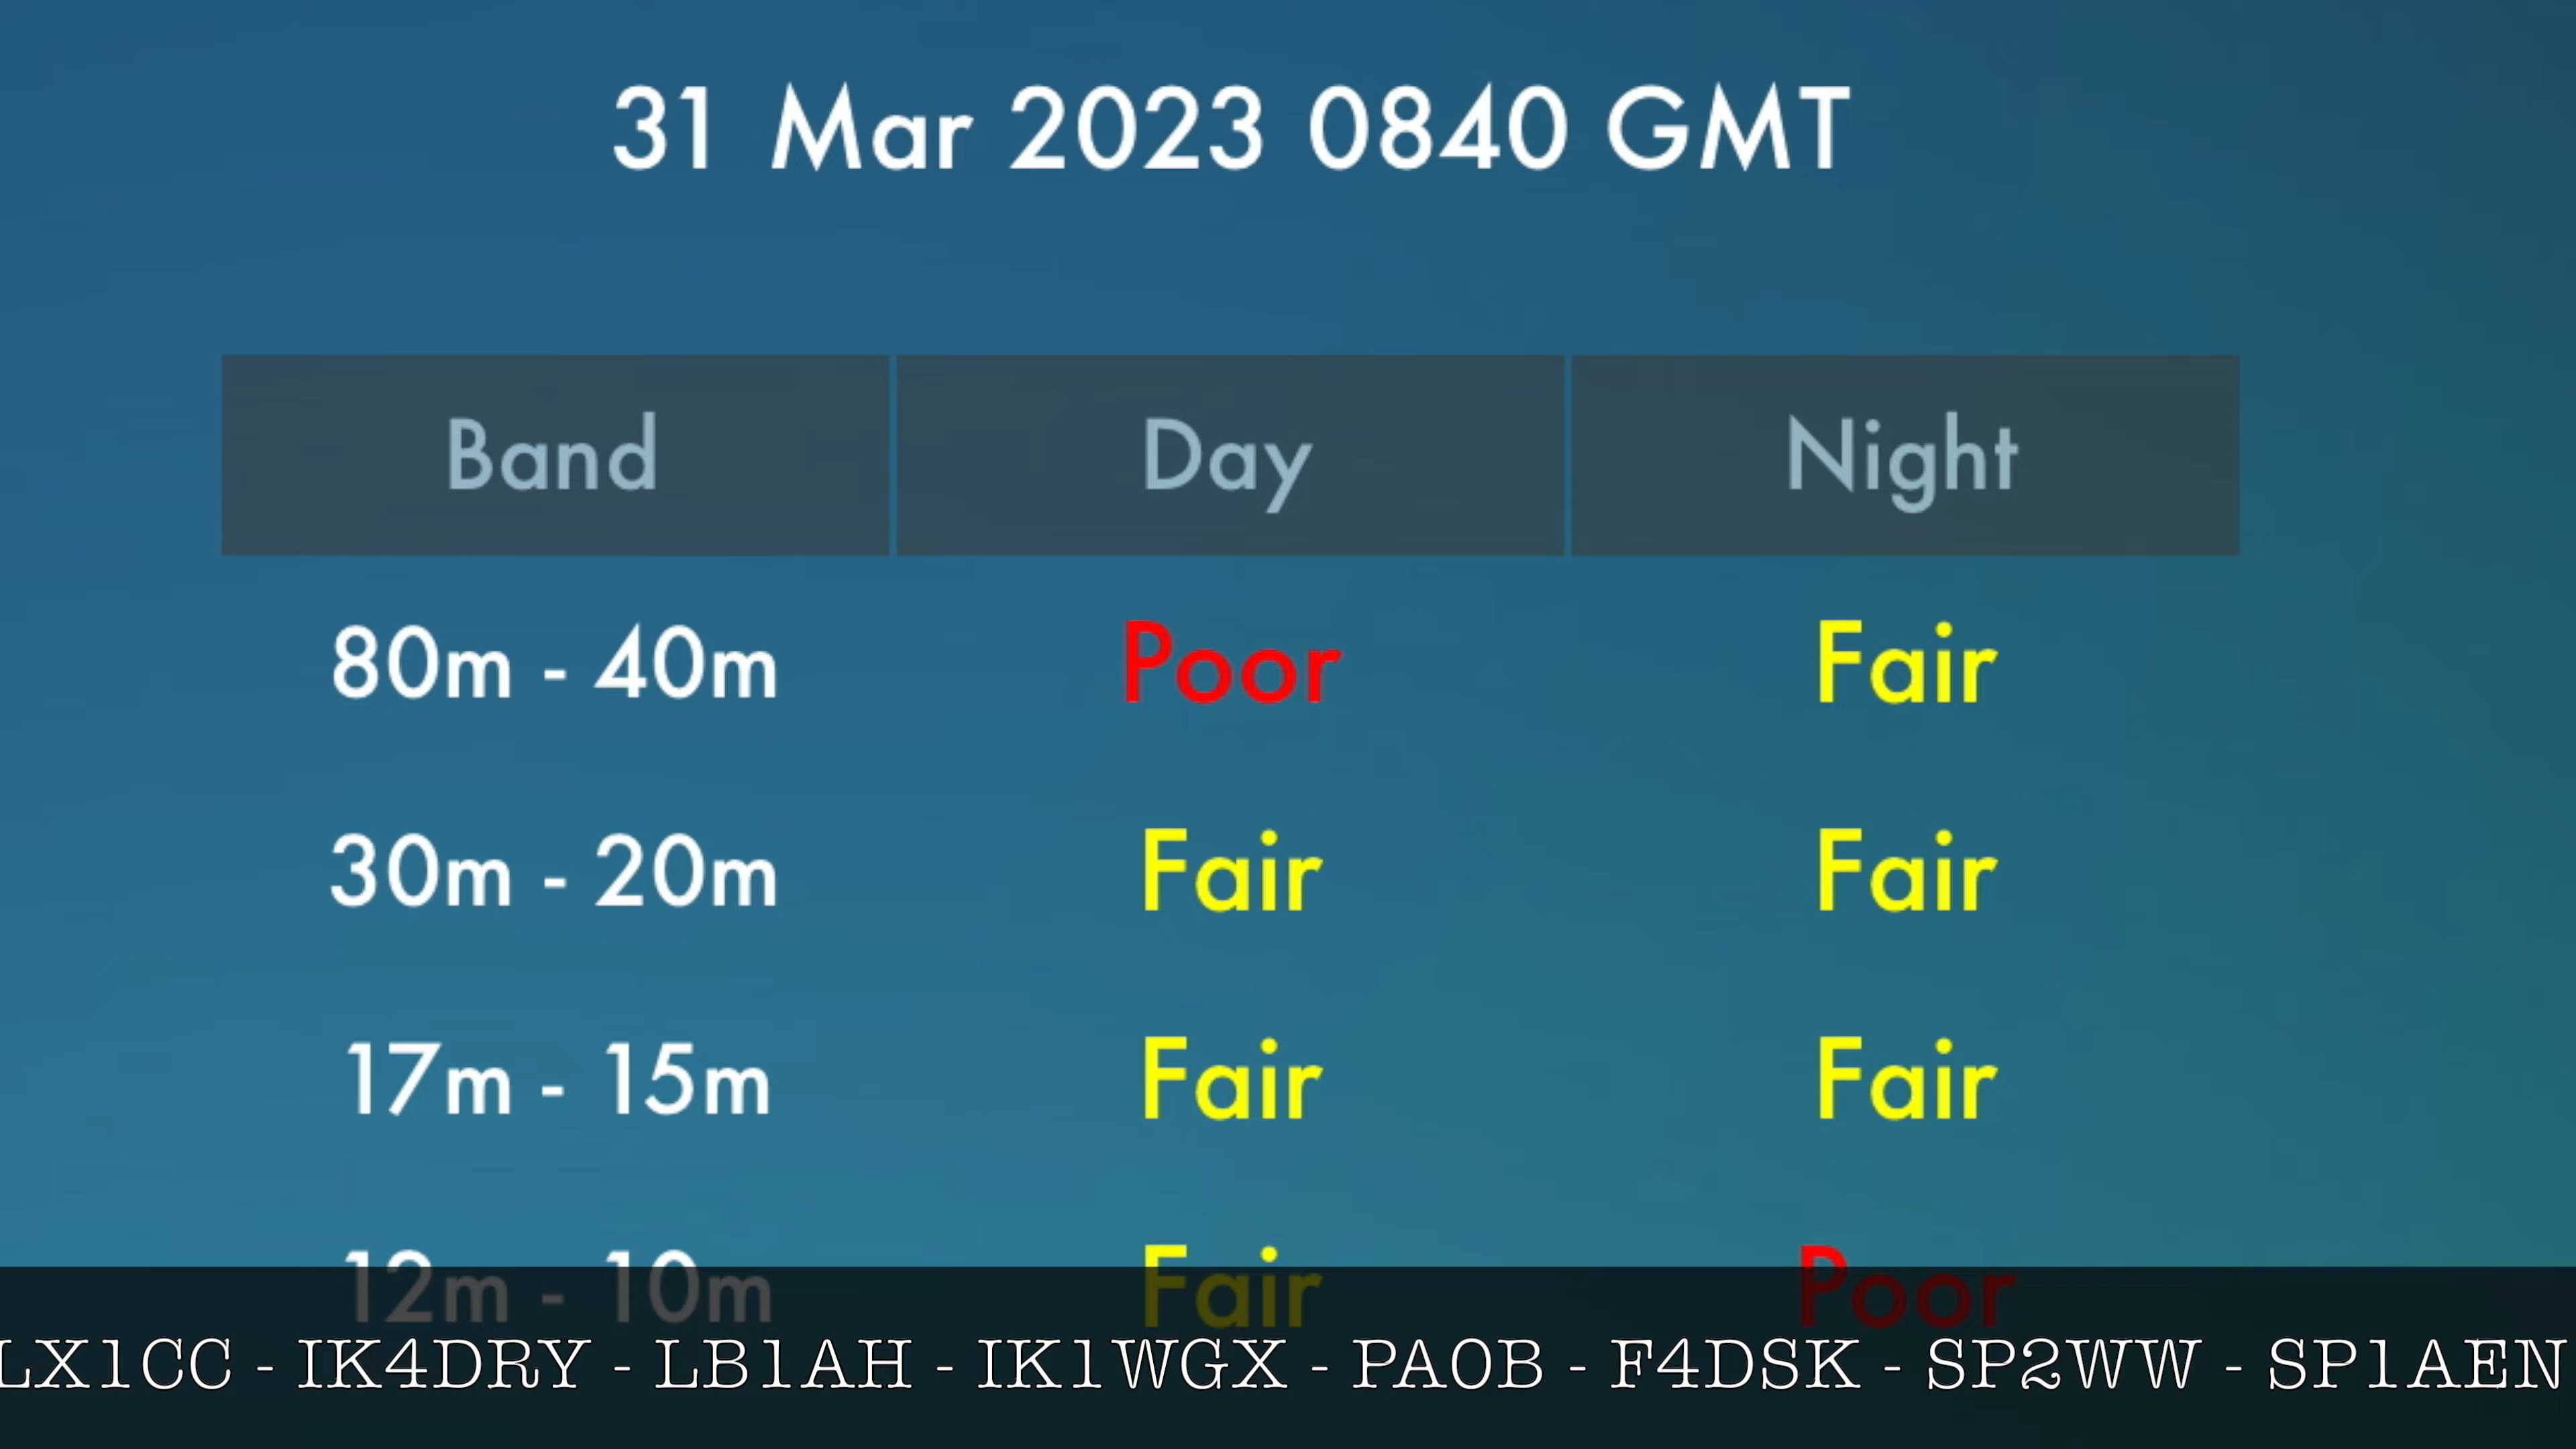 31 Mar 2023 0840 GMT
Band Day Night
80m - 40m Poor Fair
30m - 20m Fair Fair
17m - 15m Fair Fair
12m - 10m Fair Poor
LX1CC - IK4DRY - LB1AH - IK1WGX - PA0B - F4DSK - SP2WW - SP1AEN